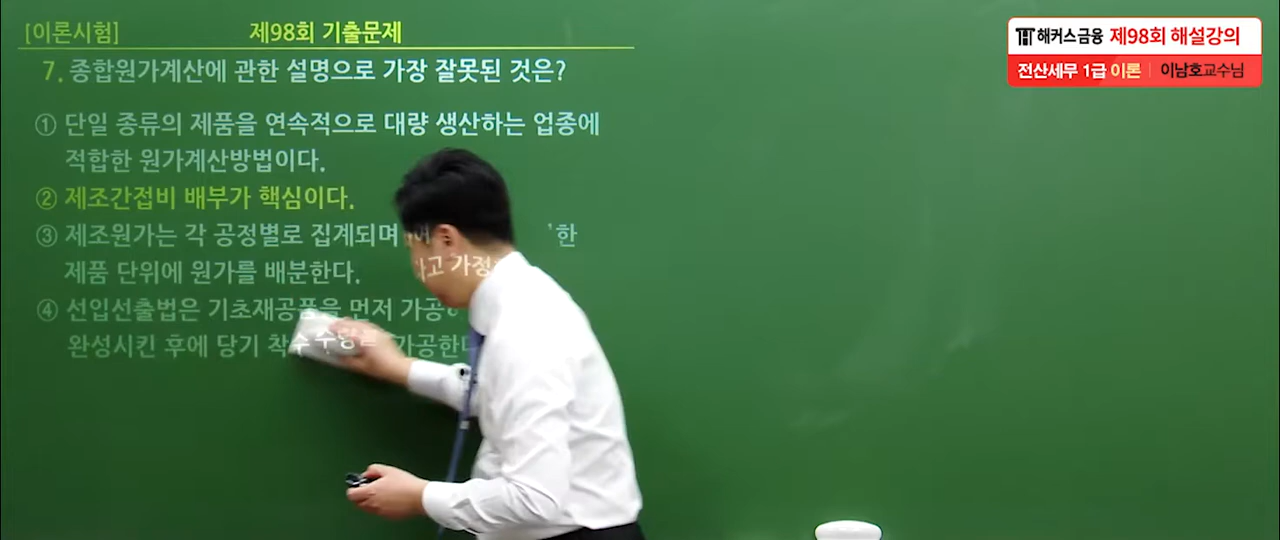 [이론시험] 제98회 기출문제
7. 종합원가계산에 관한 설명으로 가장 잘못된 것은?
① 단일 종류의 제품을 연속적으로 대량 생산하는 업종에
적합한 원가계산방법이다.
② 제조간접비 배부가 핵심이다.
③ 제조원가는 각 공정별로 집계되며 한
제품 단위에 원가를 배분한다.
④ 선입선출법은 기초재공품을 먼저
완성시킨 후에 당기 착수 수량을
해커스금융 제98회 해설강의
전산세무 1급 이론 | 이남호교수님